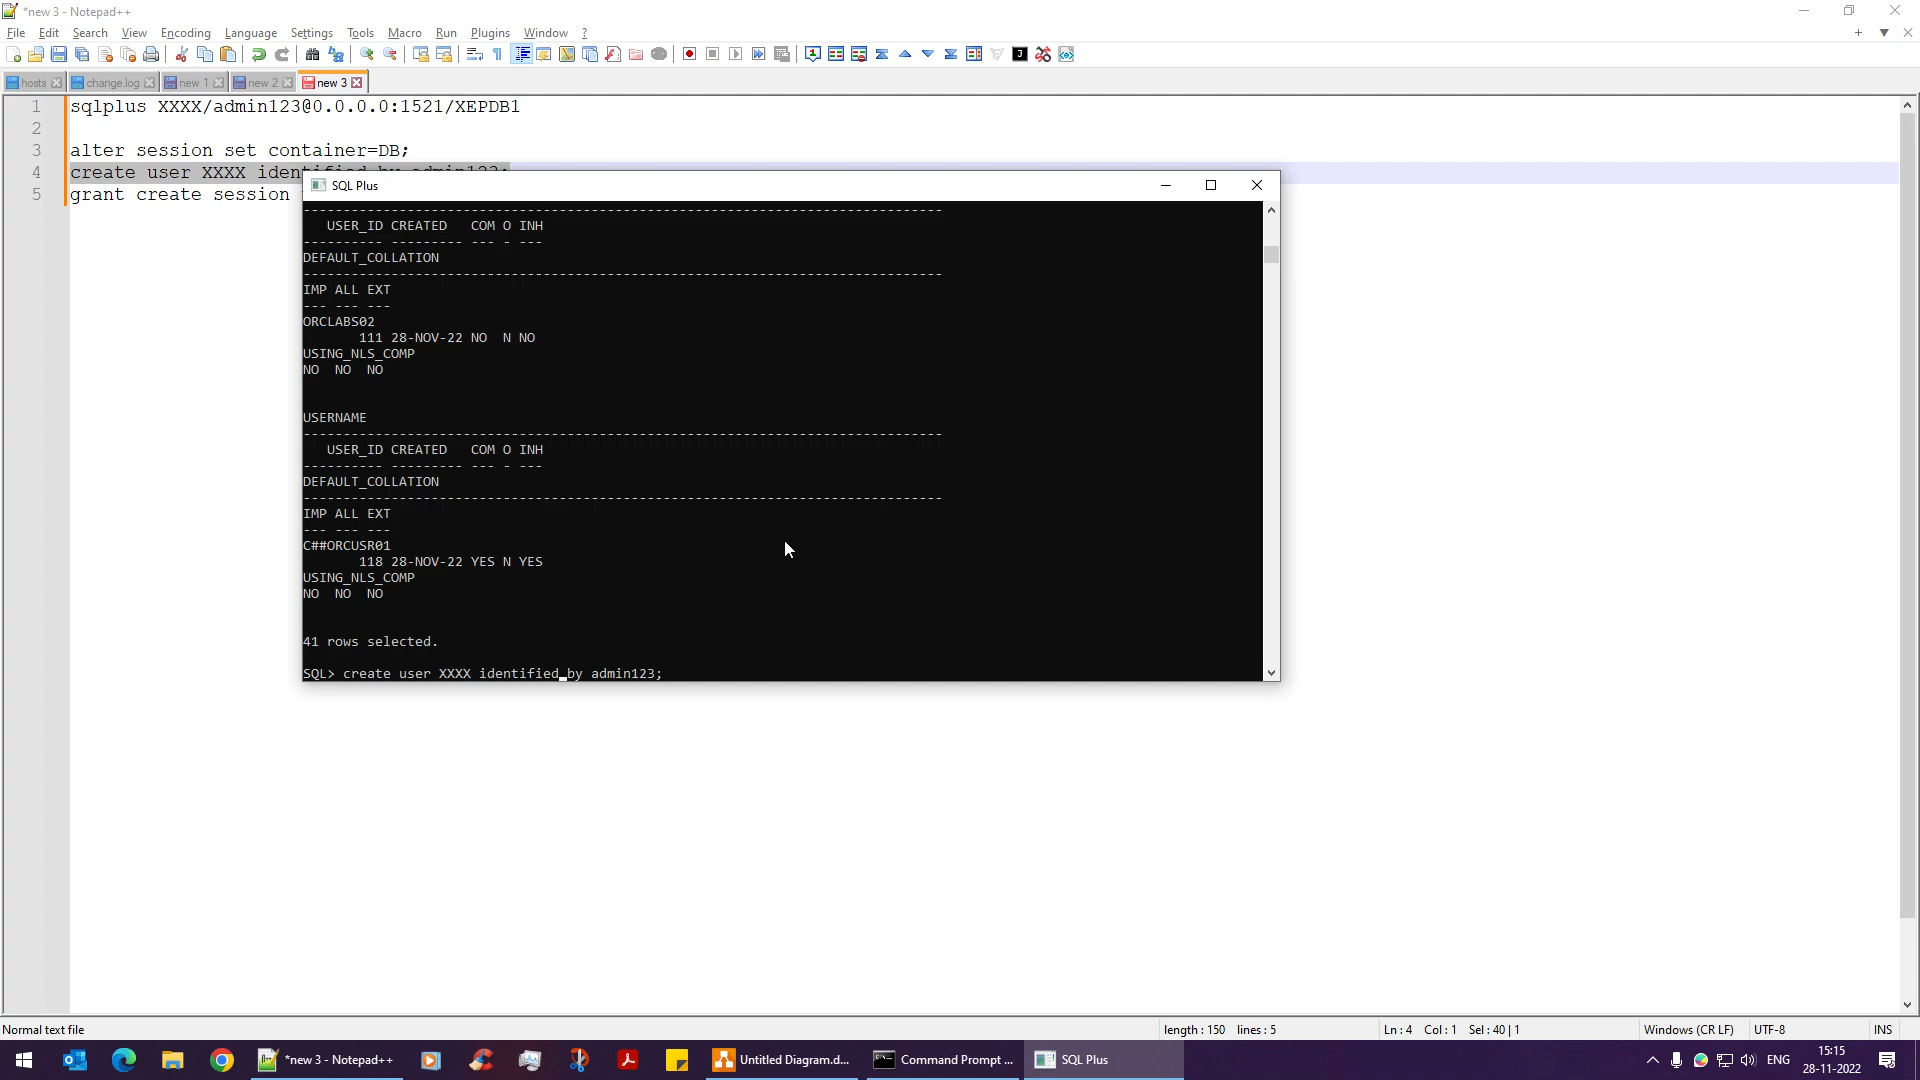 *new 3 - Notepad++
File Edit Search View Encoding Language Settings Tools Macro Run Plugins Window ?
hosts change.log new 1 new 2 new 3
1 sqlplus XXXX/admin123@0.0.0.0:1521/XEPDB1
2
3 alter session set container=DB;
4 create user XXXX identified by admin123;
5 grant create session
SQL Plus
--------------------------------------------------------------------------------
USER_ID CREATED COM O INH
---------- --------- --- - ---
DEFAULT_COLLATION
--------------------------------------------------------------------------------
IMP ALL EXT
--- --- ---
ORCLABS02
111 28-NOV-22 NO N NO
USING_NLS_COMP
NO NO NO
USERNAME
--------------------------------------------------------------------------------
USER_ID CREATED COM O INH
---------- --------- --- - ---
DEFAULT_COLLATION
--------------------------------------------------------------------------------
IMP ALL EXT
--- --- ---
C##ORCUSR01
118 28-NOV-22 YES N YES
USING_NLS_COMP
NO NO NO
41 rows selected.
SQL> create user XXXX identified by admin123;
Normal text file length : 150 lines : 5 Ln : 4 Col : 1 Sel : 40 | 1 Windows (CR LF) UTF-8 INS
*new 3 - Notepad++ Untitled Diagram.d... Command Prompt ... SQL Plus ENG 15:15
28-11-2022